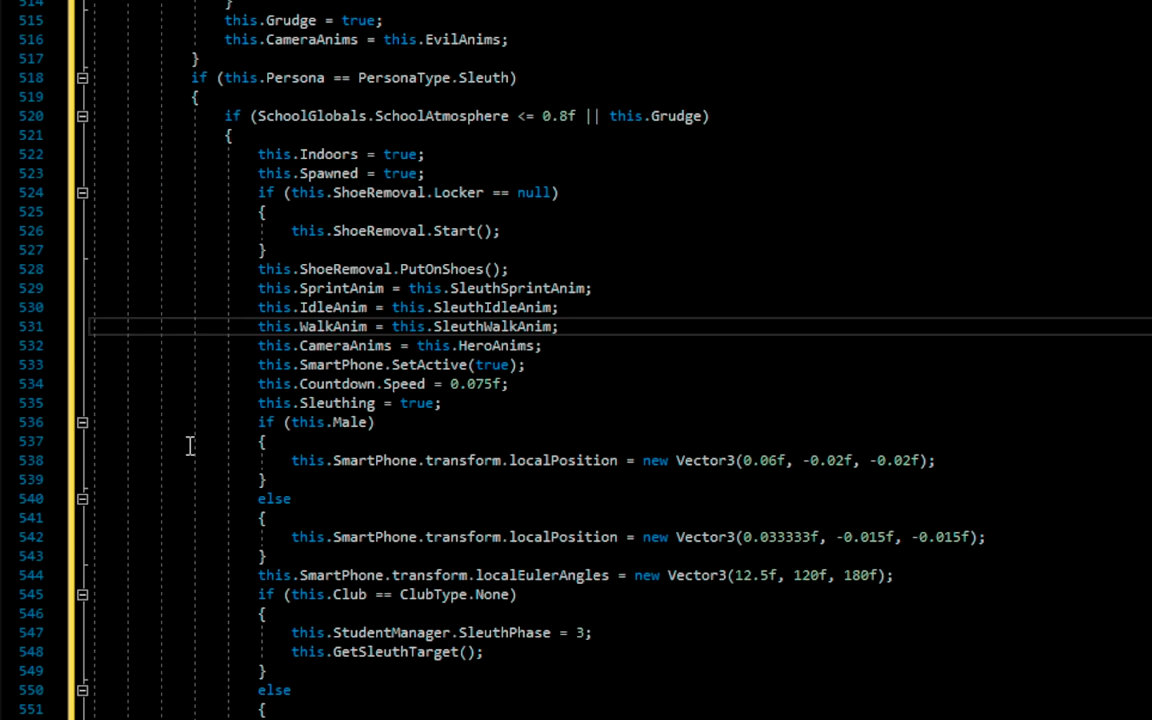 514 }
515 this.Grudge = true;
516 this.CameraAnims = this.EvilAnims;
517 }
518 if (this.Persona == PersonaType.Sleuth)
519 {
520 if (SchoolGlobals.SchoolAtmosphere <= 0.8f || this.Grudge)
521 {
522 this.Indoors = true;
523 this.Spawned = true;
524 if (this.ShoeRemoval.Locker == null)
525 {
526 this.ShoeRemoval.Start();
527 }
528 this.ShoeRemoval.PutOnShoes();
529 this.SprintAnim = this.SleuthSprintAnim;
530 this.IdleAnim = this.SleuthIdleAnim;
531 this.WalkAnim = this.SleuthWalkAnim;
532 this.CameraAnims = this.HeroAnims;
533 this.SmartPhone.SetActive(true);
534 this.Countdown.Speed = 0.075f;
535 this.Sleuthing = true;
536 if (this.Male)
537 {
538 this.SmartPhone.transform.localPosition = new Vector3(0.06f, -0.02f, -0.02f);
539 }
540 else
541 {
542 this.SmartPhone.transform.localPosition = new Vector3(0.033333f, -0.015f, -0.015f);
543 }
544 this.SmartPhone.transform.localEulerAngles = new Vector3(12.5f, 120f, 180f);
545 if (this.Club == ClubType.None)
546 {
547 this.StudentManager.SleuthPhase = 3;
548 this.GetSleuthTarget();
549 }
550 else
551 {